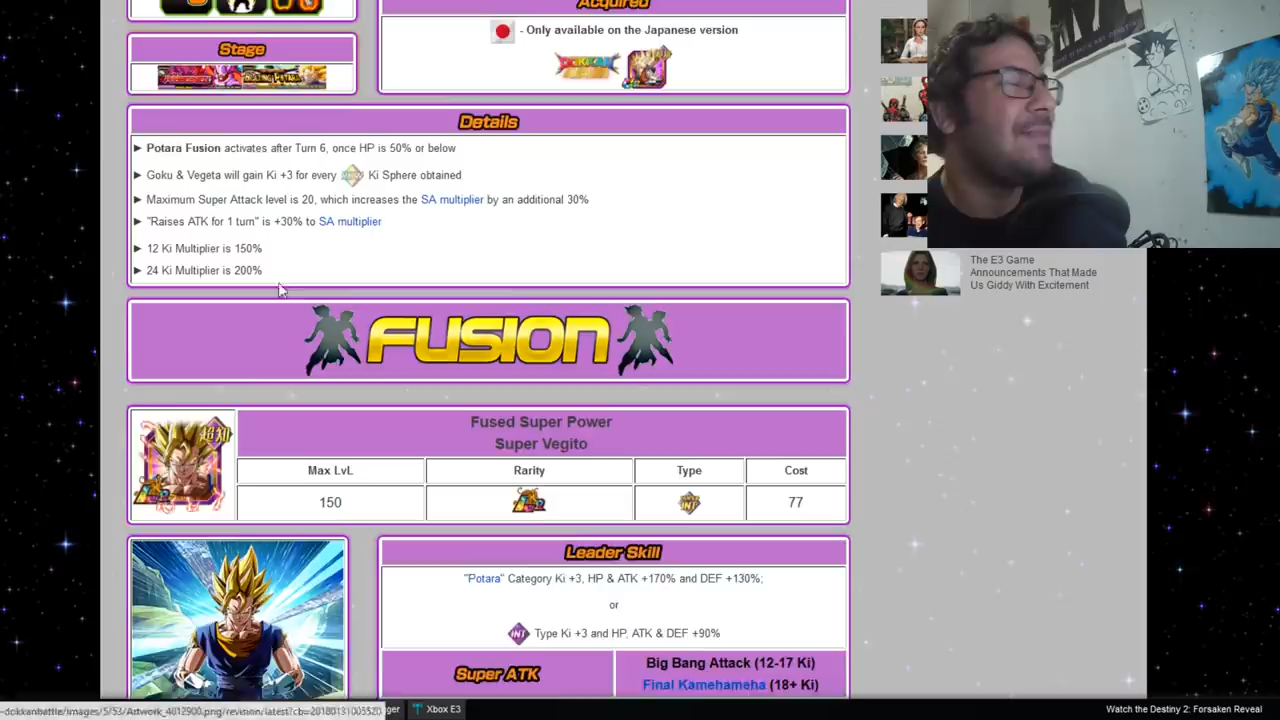 Acquired
- Only available on the Japanese version
Stage
Details
► Potara Fusion activates after Turn 6, once HP is 50% or below
► Goku & Vegeta will gain Ki +3 for every Ki Sphere obtained
► Maximum Super Attack level is 20, which increases the SA multiplier by an additional 30%
► "Raises ATK for 1 turn" is +30% to SA multiplier
► 12 Ki Multiplier is 150%
► 24 Ki Multiplier is 200%
The E3 Game
Announcements That Made
Us Giddy With Excitement
FUSION
Fused Super Power
Super Vegito
Max LvL
Rarity
Type
Cost
150
INT
77
Leader Skill
"Potara" Category Ki +3, HP & ATK +170% and DEF +130%;
or
INT Type Ki +3 and HP, ATK & DEF +90%
Super ATK
Big Bang Attack (12-17 Ki)
Final Kamehameha (18+ Ki)
Xbox E3
Watch the Destiny 2: Forsaken Reveal